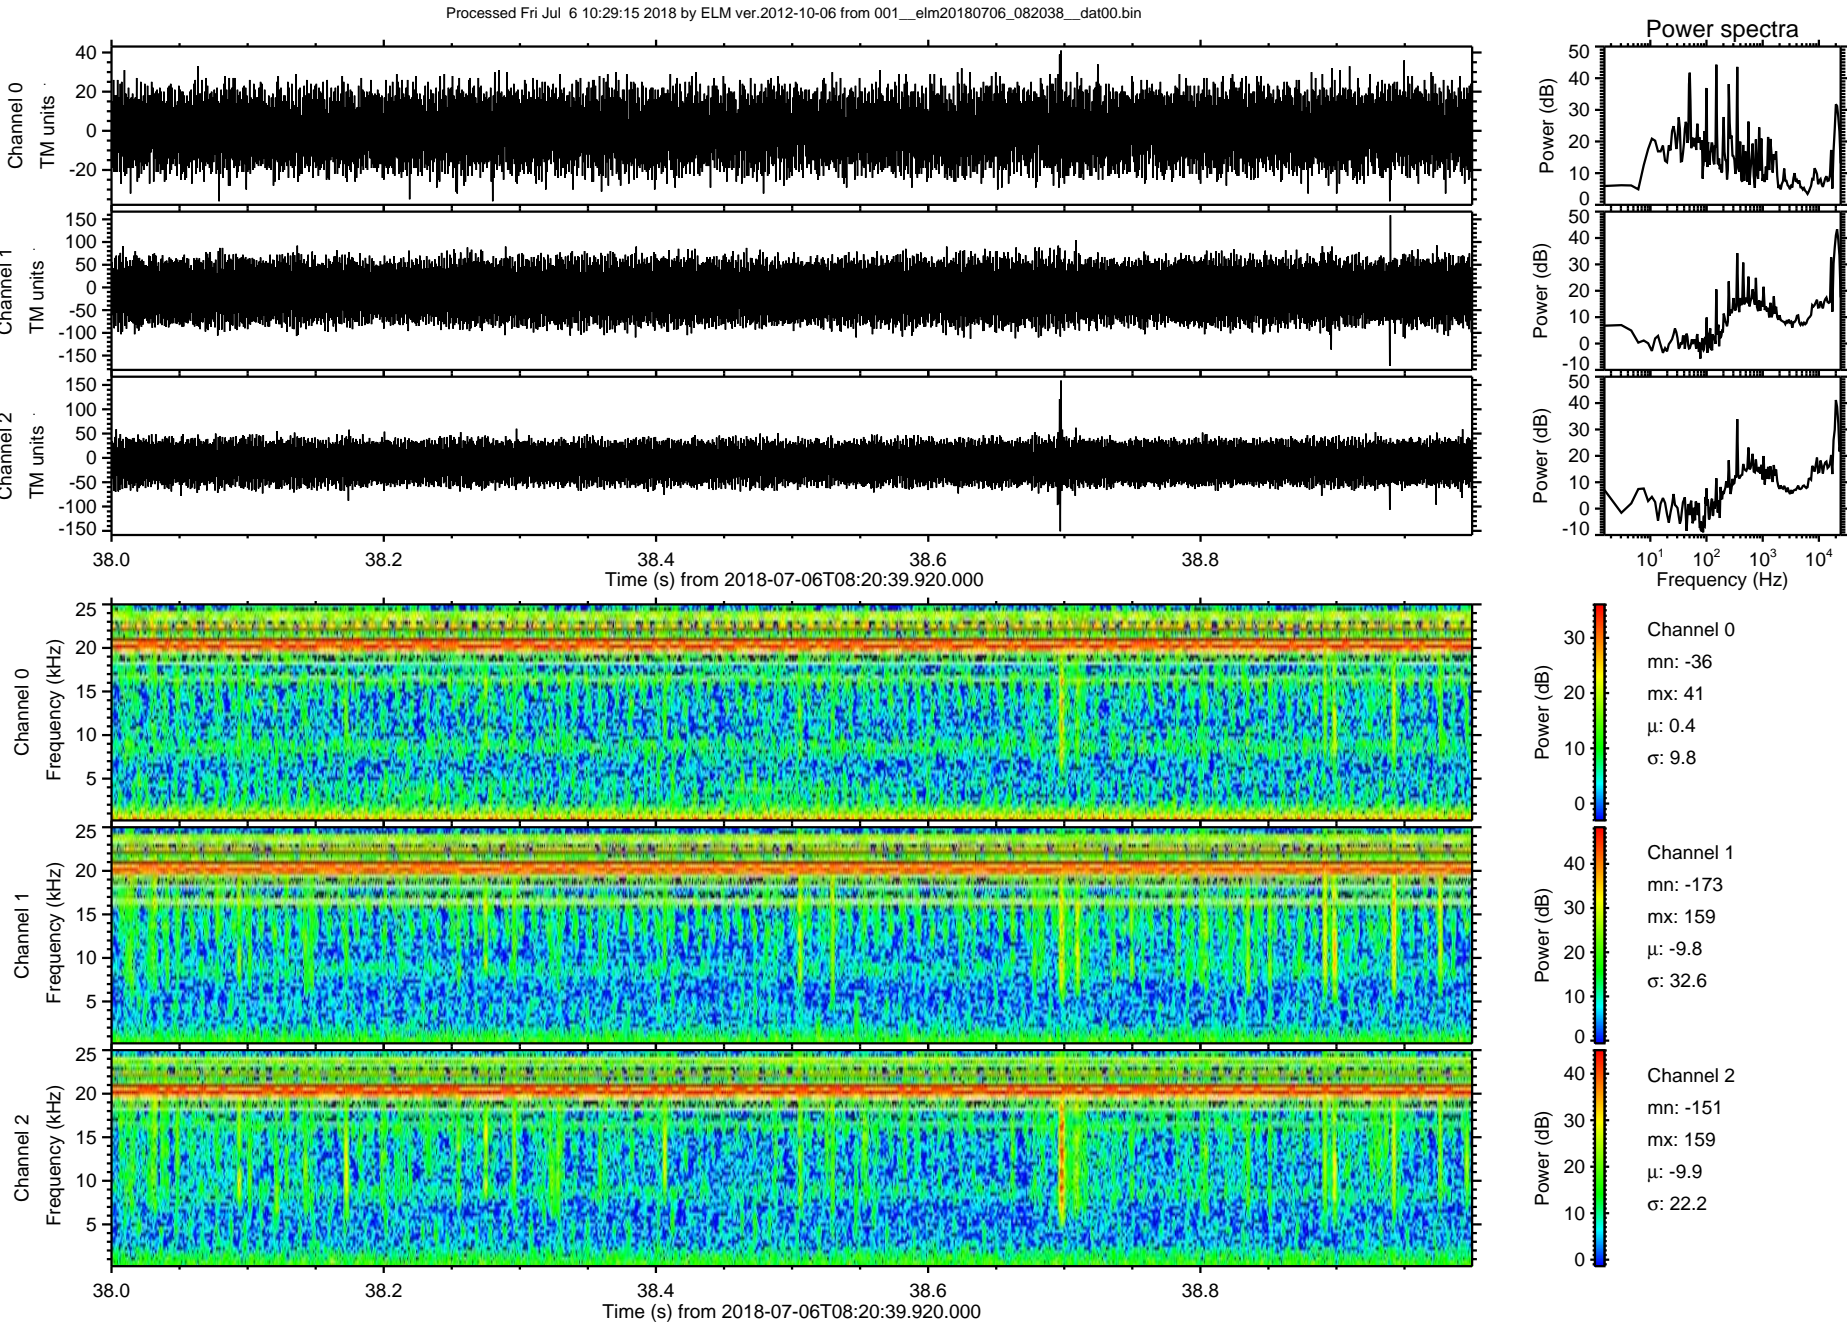 Processed Fri Jul 6 10:29:15 2018 by ELM ver.2012-10-06 from 001__elm20180706_082038__dat00.bin
Power spectra
Channel 0
TM units
40
20
0
-20
Power (dB)
50
40
30
20
10
0
Channel 1
TM units
150
100
50
0
-50
-100
-150
Power (dB)
50
40
30
20
10
0
-10
Channel 2
TM units
150
100
50
0
-50
-100
-150
Power (dB)
50
40
30
20
10
0
-10
38.0 38.2 38.4 38.6 38.8
Time (s) from 2018-07-06T08:20:39.920.000
10¹ 10² 10³ 10⁴
Frequency (Hz)
Channel 0
Frequency (kHz)
25
20
15
10
5
Power (dB)
30
20
10
0
Channel 0
mn: -36
mx: 41
μ: 0.4
σ: 9.8
Channel 1
Frequency (kHz)
25
20
15
10
5
Power (dB)
40
30
20
10
0
Channel 1
mn: -173
mx: 159
μ: -9.8
σ: 32.6
Channel 2
Frequency (kHz)
25
20
15
10
5
Power (dB)
40
30
20
10
0
Channel 2
mn: -151
mx: 159
μ: -9.9
σ: 22.2
38.0 38.2 38.4 38.6 38.8
Time (s) from 2018-07-06T08:20:39.920.000